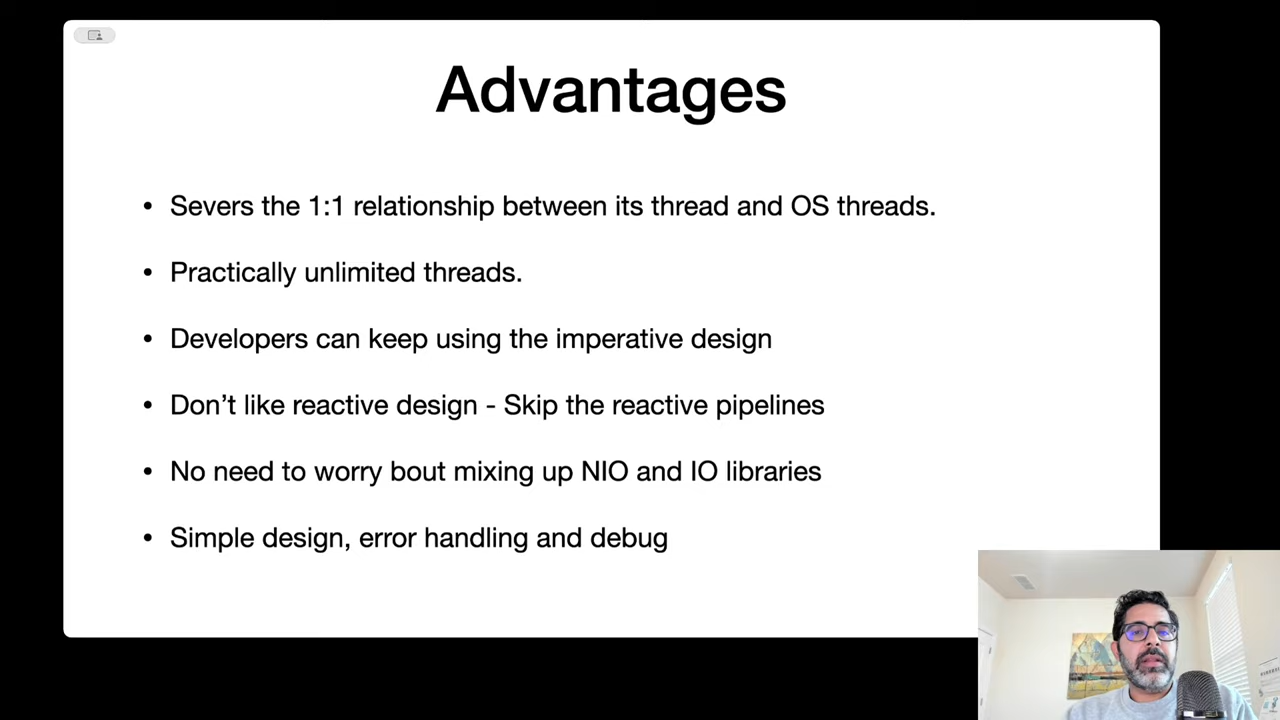 Advantages
• Severs the 1:1 relationship between its thread and OS threads.
• Practically unlimited threads.
• Developers can keep using the imperative design
• Don’t like reactive design - Skip the reactive pipelines
• No need to worry bout mixing up NIO and IO libraries
• Simple design, error handling and debug